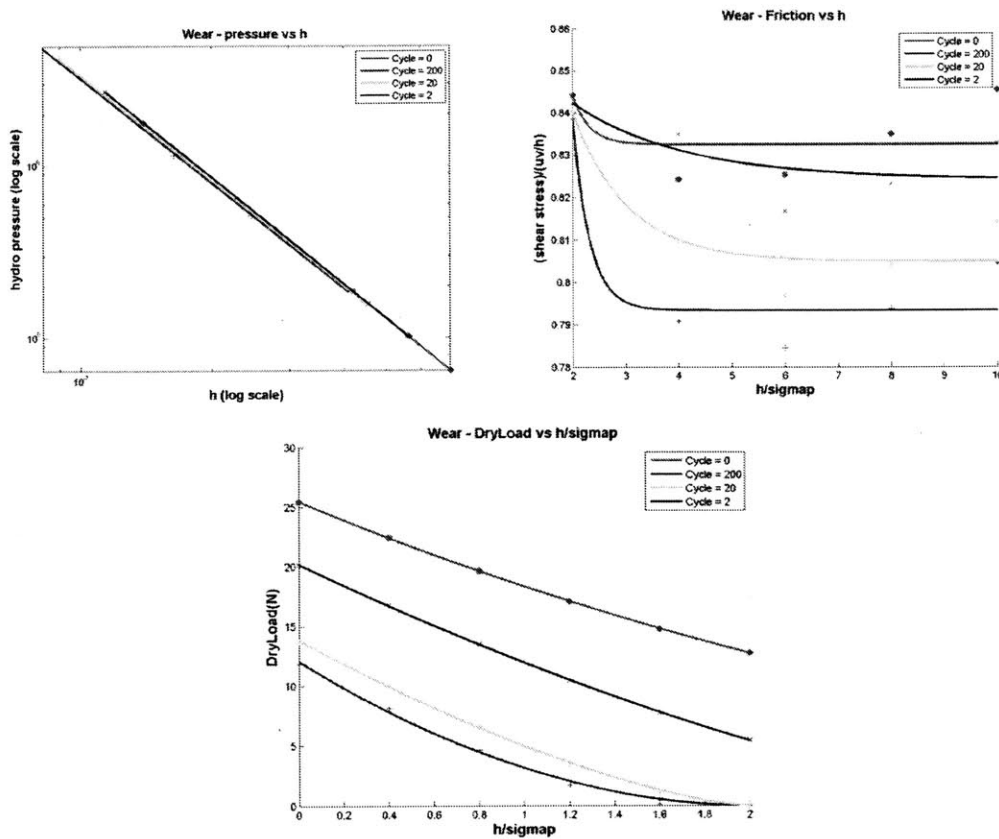 Wear - pressure vs h
Cycle = 0
Cycle = 200
Cycle = 20
Cycle = 2
hydro pressure (log scale)
h (log scale)
Wear - Friction vs h
0.86
0.85
0.84
0.83
0.82
0.81
0.8
0.79
0.78
Cycle = 0
Cycle = 200
Cycle = 20
Cycle = 2
(shear stress)/(uv/h)
2 3 4 5 6 7 8 9 10
h/sigmap
Wear - DryLoad vs h/sigmap
30
25
20
15
10
5
0
Cycle = 0
Cycle = 200
Cycle = 20
Cycle = 2
DryLoad(N)
0 0.2 0.4 0.6 0.8 1 1.2 1.4 1.6 1.8 2
h/sigmap